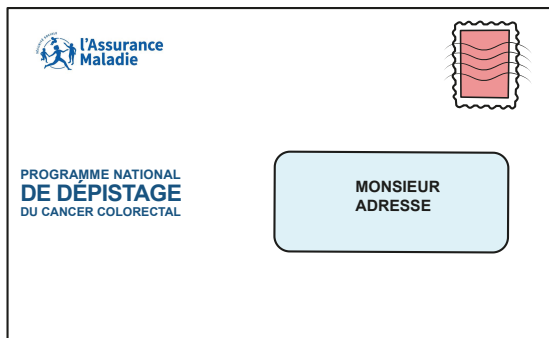 l'Assurance
Maladie
PROGRAMME NATIONAL
DE DÉPISTAGE
DU CANCER COLORECTAL
MONSIEUR
ADRESSE